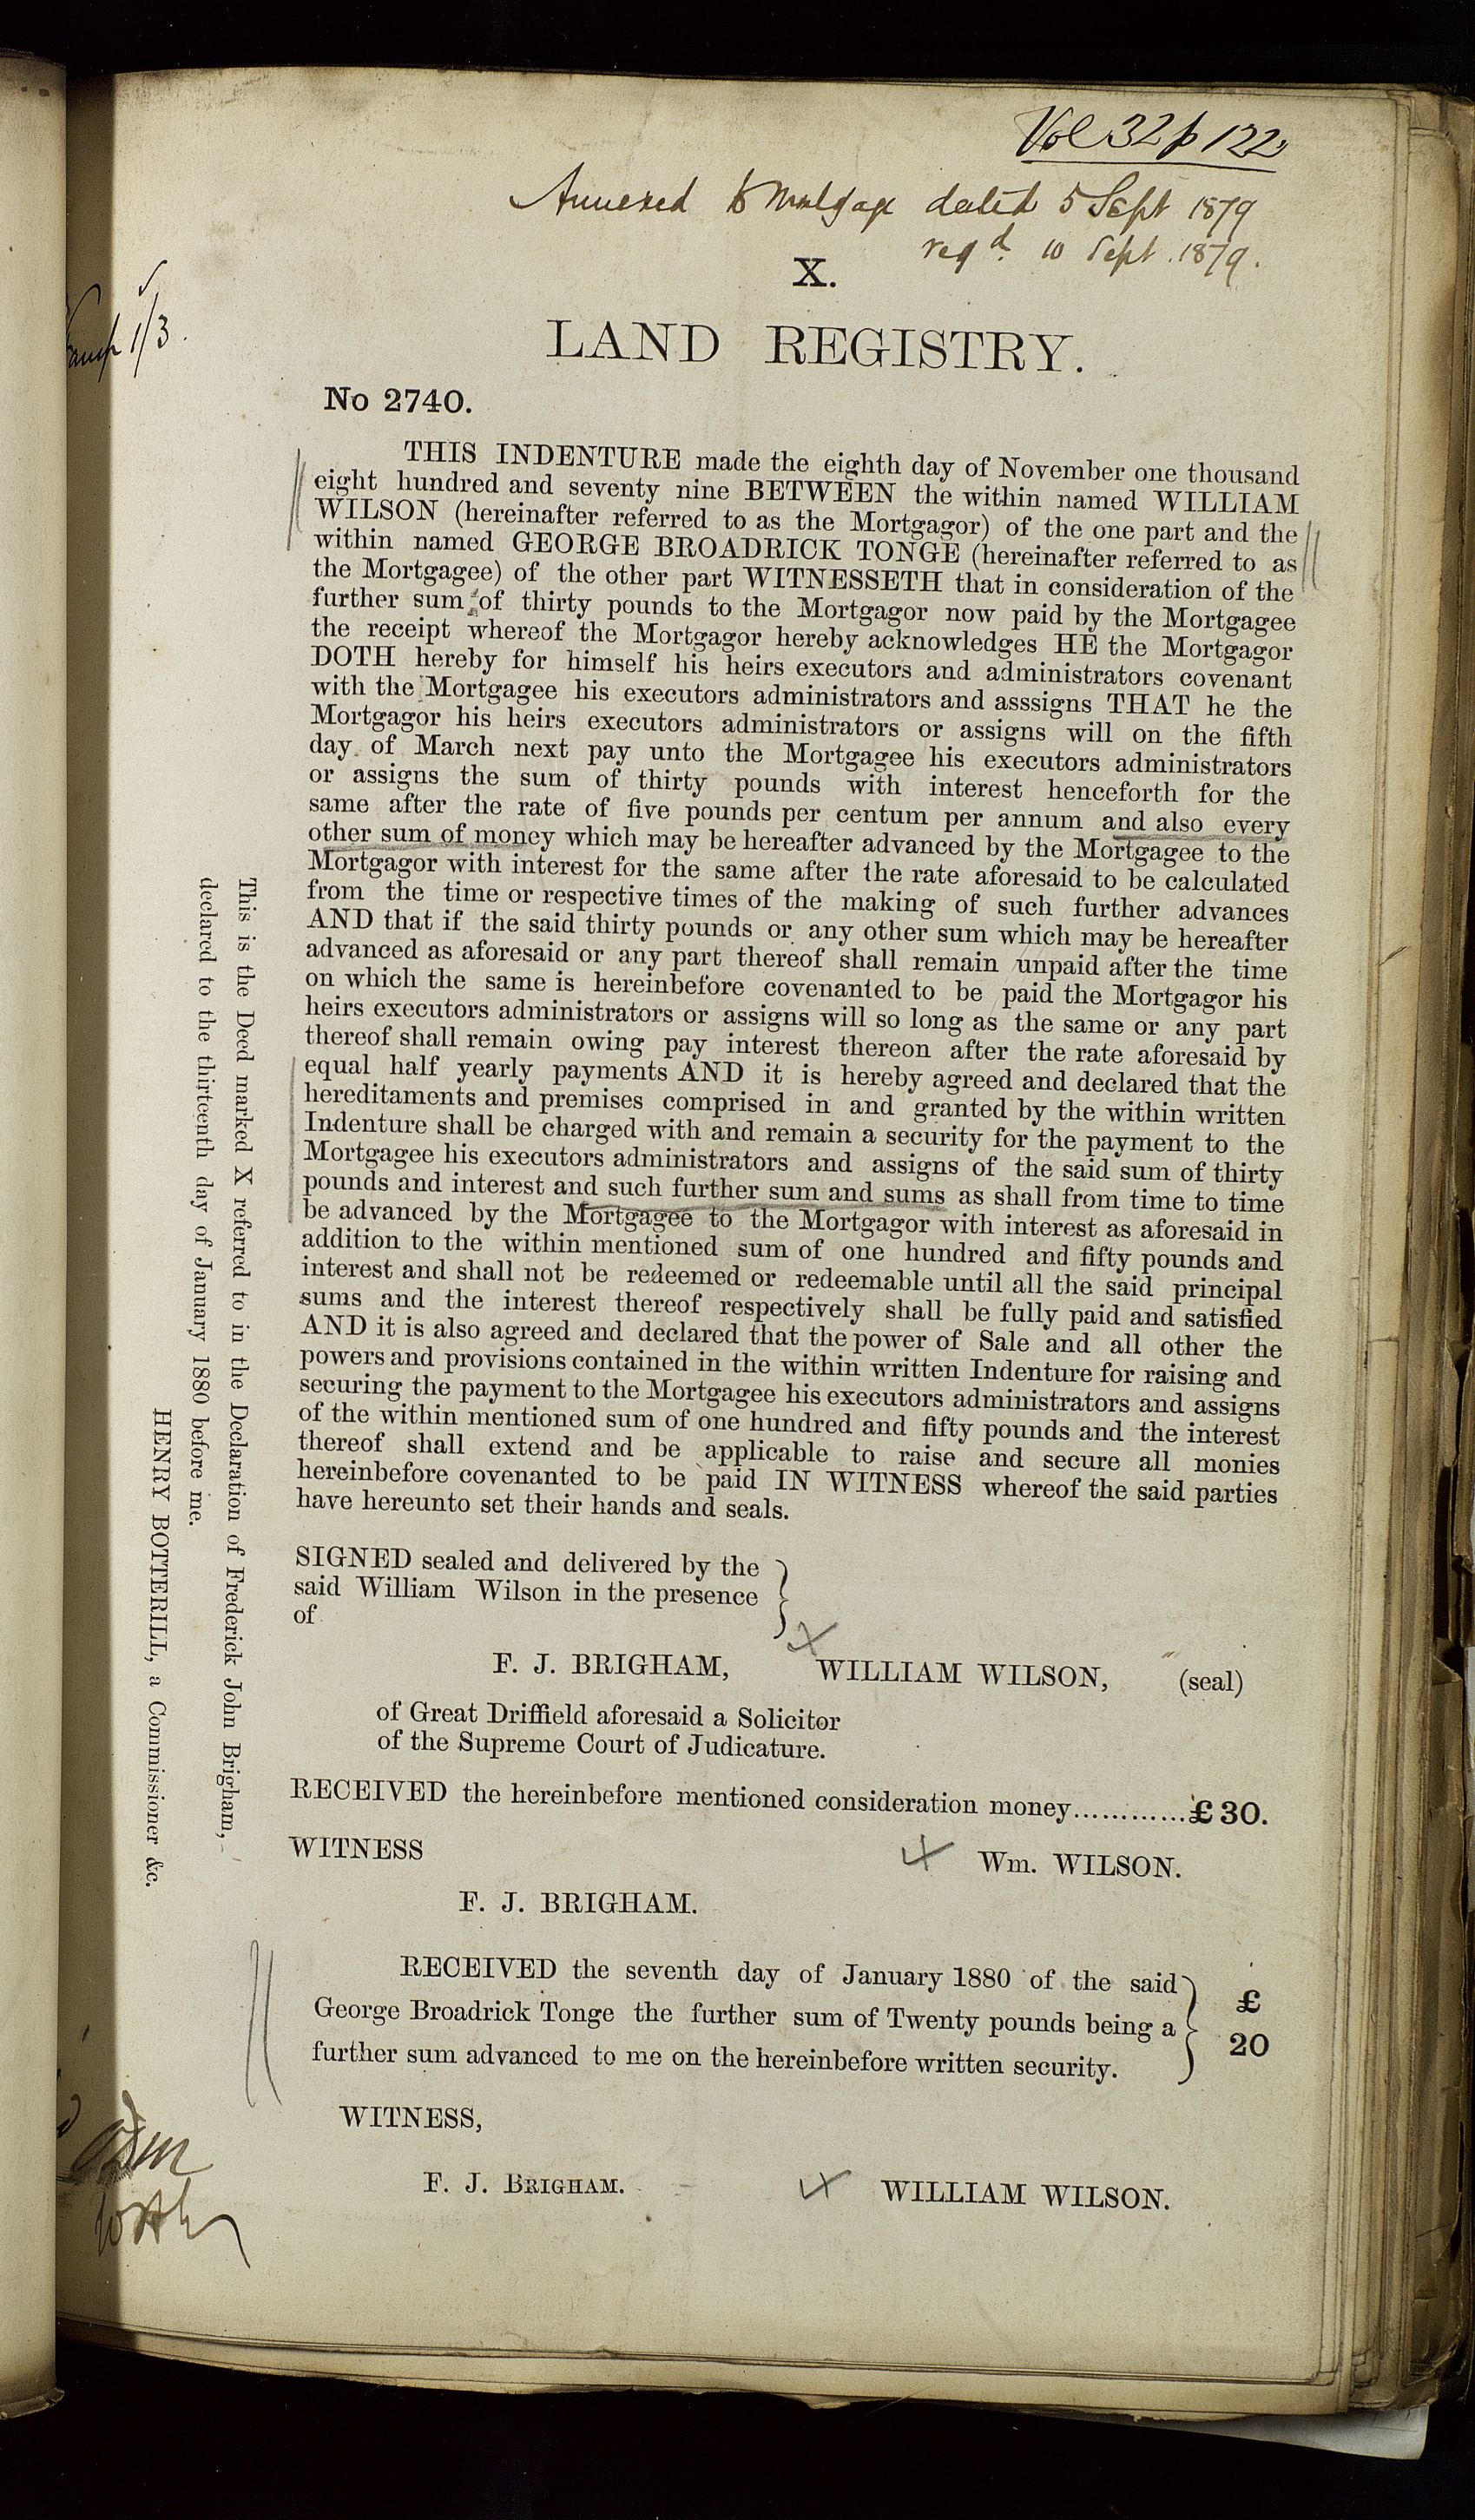 Vol 32 p 122
Annexed to Mortgage dated 5 Sept 1879
regd. 10 Sept. 1879.
X.
LAND REGISTRY.
1/3.
No 2740.
THIS INDENTURE made the eighth day of November one thousand
eight hundred and seventy nine BETWEEN the within named WILLIAM
WILSON (hereinafter referred to as the Mortgagor) of the one part and the
within named GEORGE BROADRICK TONGE (hereinafter referred to as
the Mortgagee) of the other part WITNESSETH that in consideration of the
further sum of thirty pounds to the Mortgagor now paid by the Mortgagee
the receipt whereof the Mortgagor hereby acknowledges HE the Mortgagor
DOTH hereby for himself his heirs executors and administrators covenant
with the Mortgagee his executors administrators and asssigns THAT he the
Mortgagor his heirs executors administrators or assigns will on the fifth
day of March next pay unto the Mortgagee his executors administrators
or assigns the sum of thirty pounds with interest henceforth for the
same after the rate of five pounds per centum per annum and also every
other sum of money which may be hereafter advanced by the Mortgagee to the
Mortgagor with interest for the same after the rate aforesaid to be calculated
from the time or respective times of the making of such further advances
AND that if the said thirty pounds or any other sum which may be hereafter
advanced as aforesaid or any part thereof shall remain unpaid after the time
on which the same is hereinbefore covenanted to be paid the Mortgagor his
heirs executors administrators or assigns will so long as the same or any part
thereof shall remain owing pay interest thereon after the rate aforesaid by
equal half yearly payments AND it is hereby agreed and declared that the
hereditaments and premises comprised in and granted by the within written
Indenture shall be charged with and remain a security for the payment to the
Mortgagee his executors administrators and assigns of the said sum of thirty
pounds and interest and such further sum and sums as shall from time to time
be advanced by the Mortgagee to the Mortgagor with interest as aforesaid in
addition to the within mentioned sum of one hundred and fifty pounds and
interest and shall not be redeemed or redeemable until all the said principal
sums and the interest thereof respectively shall be fully paid and satisfied
AND it is also agreed and declared that the power of Sale and all other the
powers and provisions contained in the within written Indenture for raising and
securing the payment to the Mortgagee his executors administrators and assigns
of the within mentioned sum of one hundred and fifty pounds and the interest
thereof shall extend and be applicable to raise and secure all monies
hereinbefore covenanted to be paid IN WITNESS whereof the said parties
have hereunto set their hands and seals.
SIGNED sealed and delivered by the
said William Wilson in the presence
of
F. J. BRIGHAM, WILLIAM WILSON, (seal)
of Great Driffield aforesaid a Solicitor
of the Supreme Court of Judicature.
RECEIVED the hereinbefore mentioned consideration money............£30.
WITNESS Wm. WILSON.
F. J. BRIGHAM.
RECEIVED the seventh day of January 1880 of the said
George Broadrick Tonge the further sum of Twenty pounds being a
further sum advanced to me on the hereinbefore written security.
£
20
WITNESS,
F. J. BRIGHAM. WILLIAM WILSON.
This is the Deed marked X referred to in the Declaration of Frederick John Brigham,
declared to the thirteenth day of January 1880 before me.
HENRY BOTTERILL, a Commissioner &c.